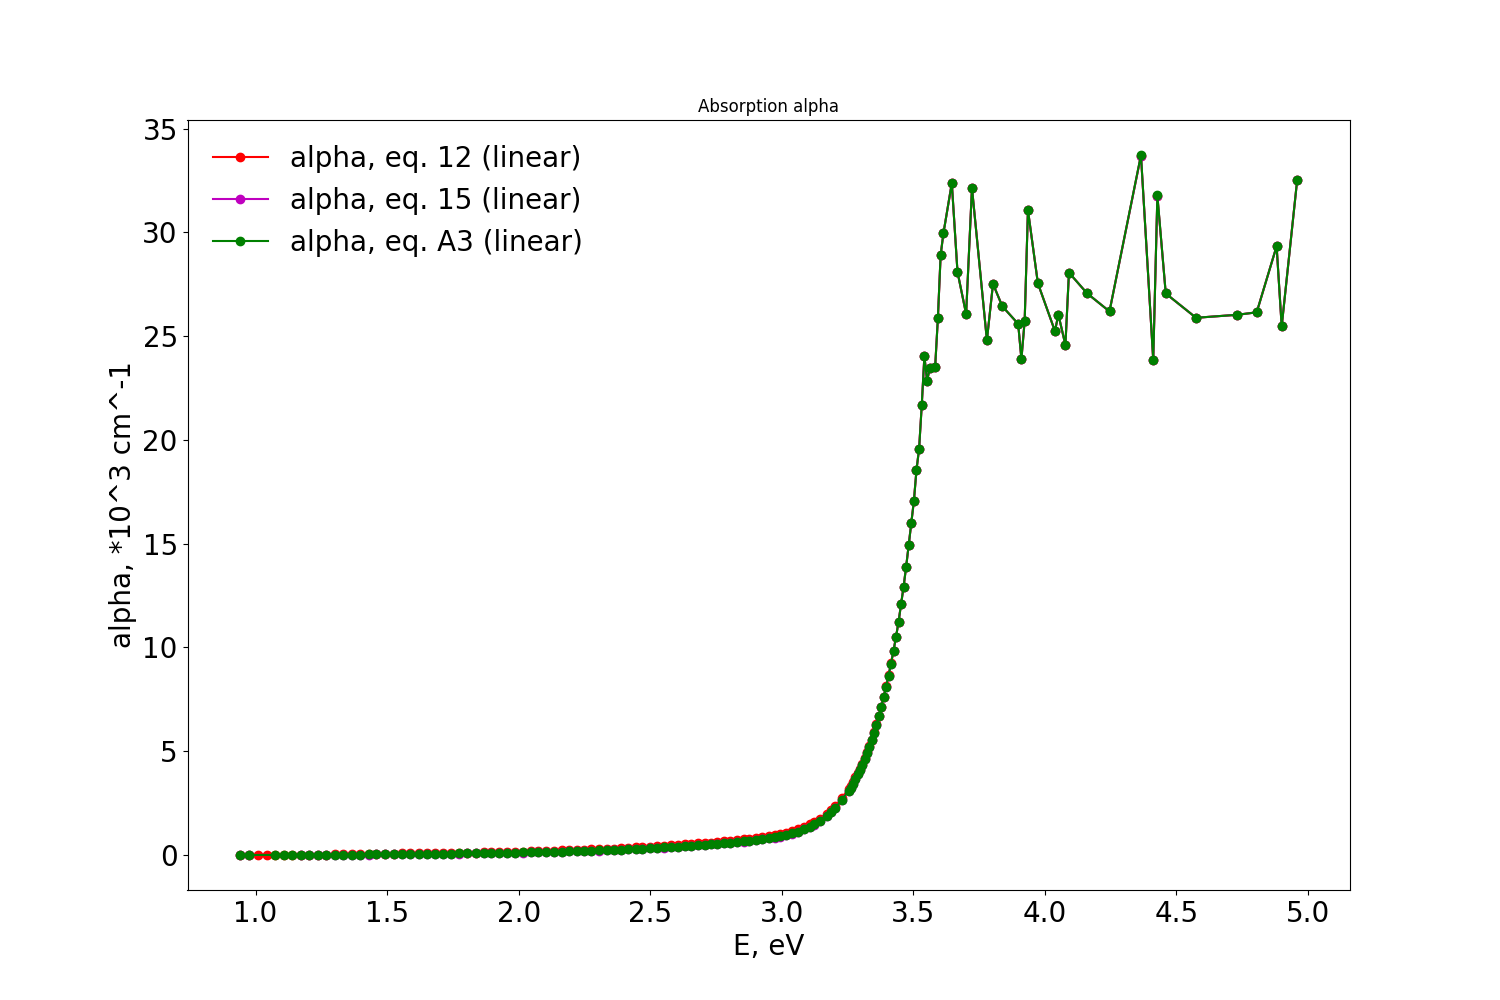 Absorption alpha
35
30
25
20
15
10
5
0
alpha, *10^3 cm^-1
alpha, eq. 12 (linear)
alpha, eq. 15 (linear)
alpha, eq. A3 (linear)
1.0 1.5 2.0 2.5 3.0 3.5 4.0 4.5 5.0
E, eV